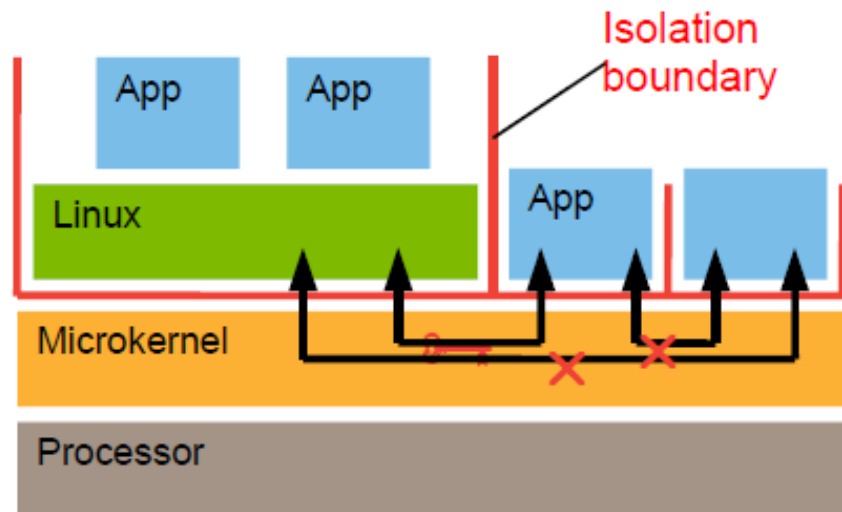 Isolation
boundary
App
App
Linux
App
Microkernel
Processor